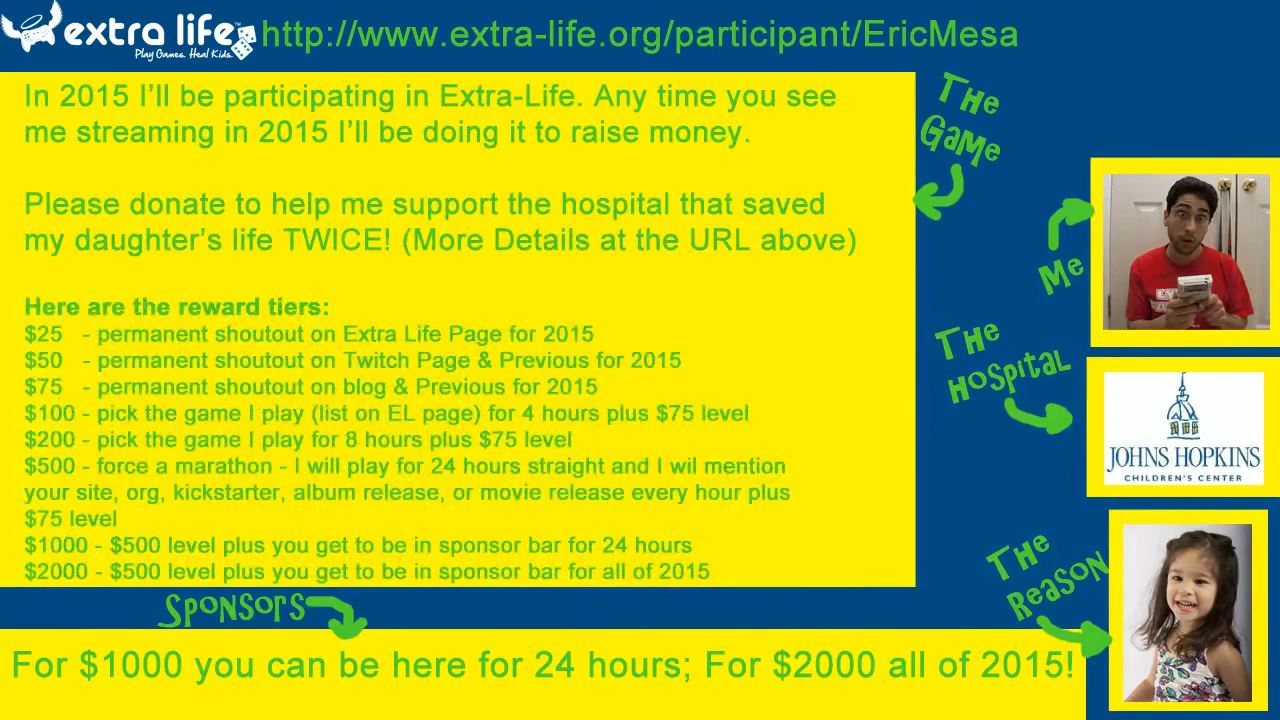 extra life
Play Games. Heal Kids.
http://www.extra-life.org/participant/EricMesa
In 2015 I'll be participating in Extra-Life. Any time you see
me streaming in 2015 I'll be doing it to raise money.
Please donate to help me support the hospital that saved
my daughter's life TWICE! (More Details at the URL above)
Here are the reward tiers:
$25 - permanent shoutout on Extra Life Page for 2015
$50 - permanent shoutout on Twitch Page & Previous for 2015
$75 - permanent shoutout on blog & Previous for 2015
$100 - pick the game I play (list on EL page) for 4 hours plus $75 level
$200 - pick the game I play for 8 hours plus $75 level
$500 - force a marathon - I will play for 24 hours straight and I wil mention
your site, org, kickstarter, album release, or movie release every hour plus
$75 level
$1000 - $500 level plus you get to be in sponsor bar for 24 hours
$2000 - $500 level plus you get to be in sponsor bar for all of 2015
The
Game
Me
The
Hospital
JOHNS HOPKINS
CHILDREN'S CENTER
The
Reason
Sponsors
For $1000 you can be here for 24 hours; For $2000 all of 2015!